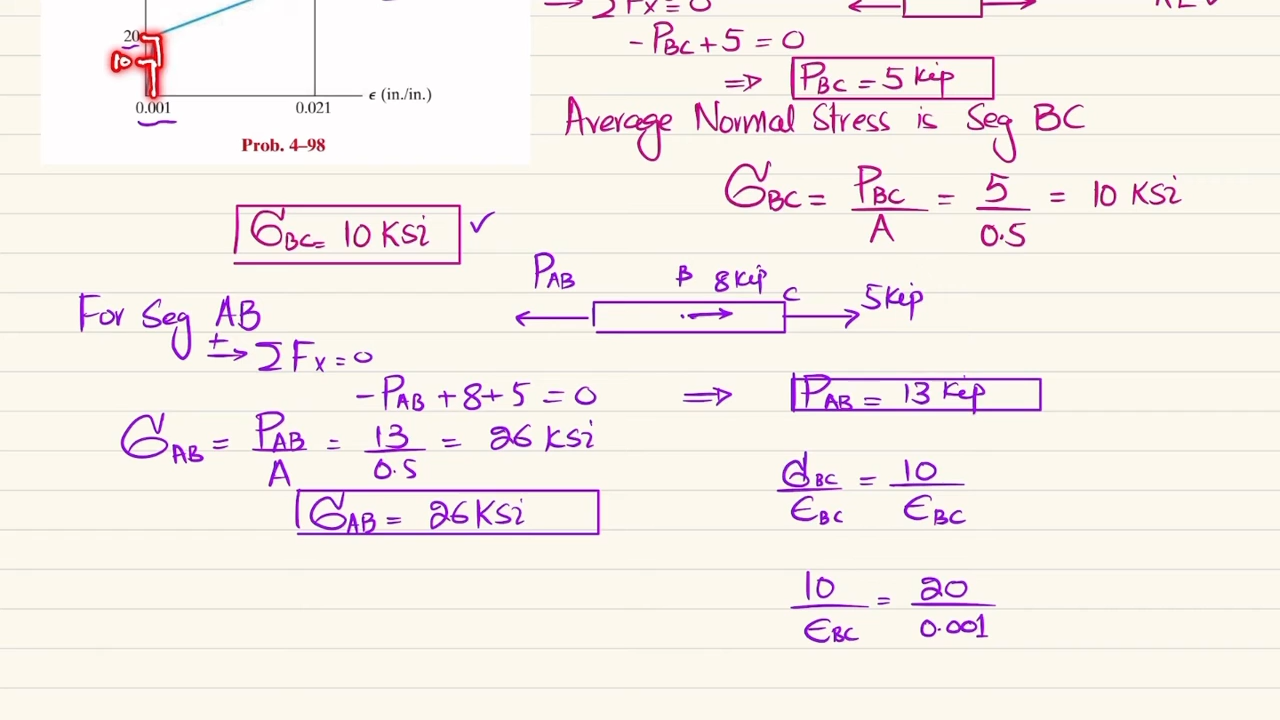 → ΣFx = 0
20
10
-P_BC + 5 = 0
⇒ P_BC = 5 Kip
0.001 0.021 ϵ (in./in.)
Prob. 4–98
Average Normal Stress is Seg BC
σ_BC = P_BC / A = 5 / 0.5 = 10 KSi
σ_BC = 10 KSi ✓
P_AB B 8 Kip C 5 Kip
For Seg AB
+→ ΣFx = 0
-P_AB + 8 + 5 = 0 ⇒ P_AB = 13 Kip
σ_AB = P_AB / A = 13 / 0.5 = 26 KSi
σ_BC / ϵ_BC = 10 / ϵ_BC
σ_AB = 26 KSi
10 / ϵ_BC = 20 / 0.001